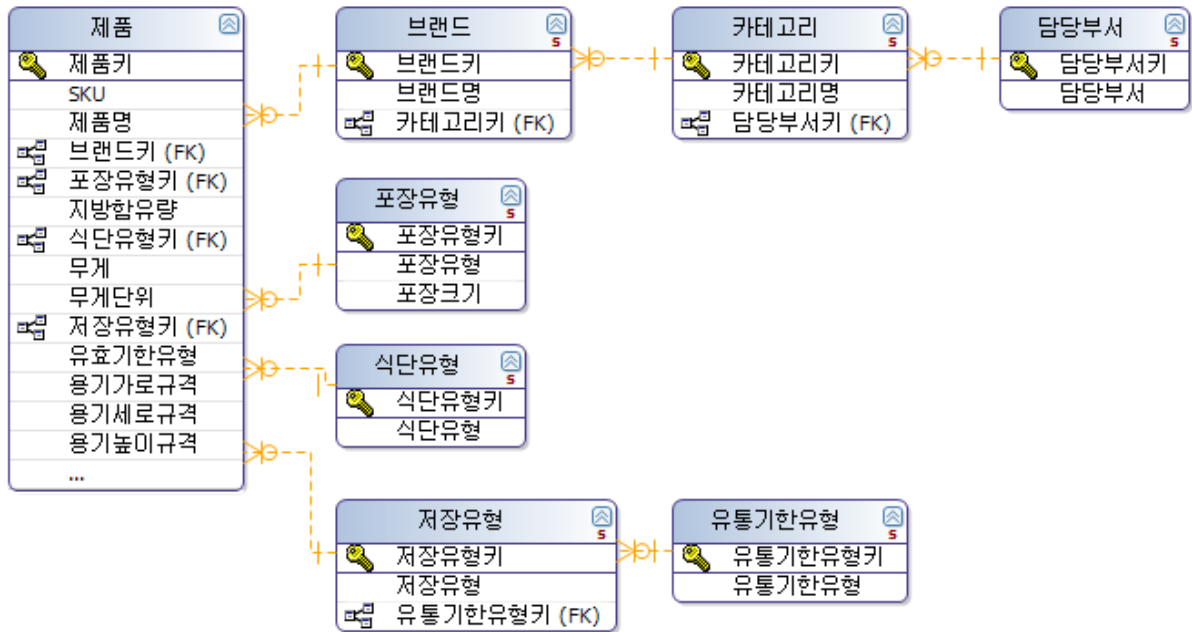 제품
제품키
SKU
제품명
브랜드키 (FK)
포장유형키 (FK)
지방함유량
식단유형키 (FK)
무게
무게단위
저장유형키 (FK)
유효기한유형
용기가로규격
용기세로규격
용기높이규격
...
브랜드
S
브랜드키
브랜드명
카테고리키 (FK)
카테고리
S
카테고리키
카테고리명
담당부서키 (FK)
담당부서
S
담당부서키
담당부서
포장유형
S
포장유형키
포장유형
포장크기
식단유형
S
식단유형키
식단유형
저장유형
S
저장유형키
저장유형
유통기한유형키 (FK)
유통기한유형
S
유통기한유형키
유통기한유형